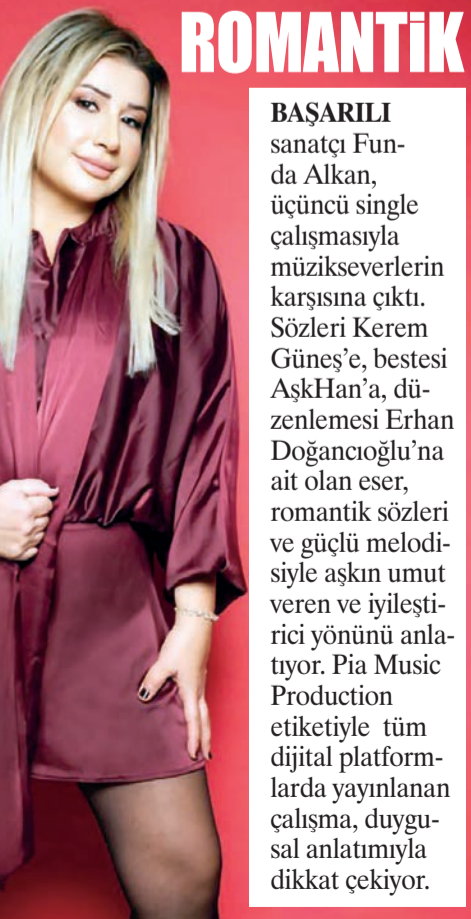 ROMANTİK
BAŞARILI
sanatçı Fun-
da Alkan,
üçüncü single
çalışmasıyla
müzikseverlerin
karşısına çıktı.
Sözleri Kerem
Güneş’e, bestesi
AşkHan’a, dü-
zenlemesi Erhan
Doğancıoğlu’na
ait olan eser,
romantik sözleri
ve güçlü melodi-
siyle aşkın umut
veren ve iyileşti-
rici yönünü anla-
tıyor. Pia Music
Production
etiketiyle  tüm
dijital platform-
larda yayınlanan
çalışma, duygu-
sal anlatımıyla
dikkat çekiyor.